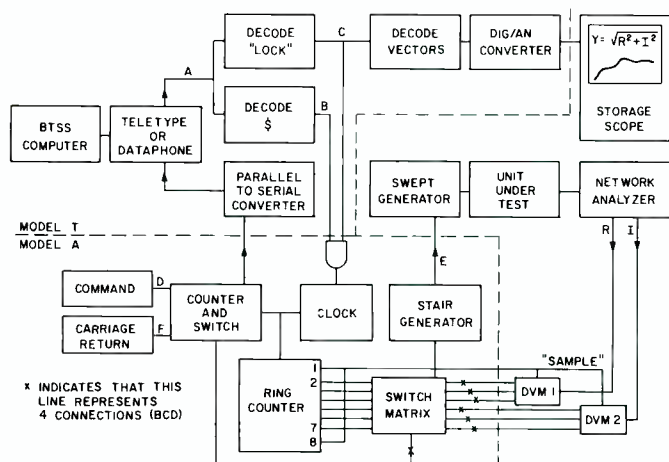 DECODE
"LOCK"
C
DECODE
VECTORS
DIG/AN
CONVERTER
Y = √R²+I²
STORAGE
SCOPE
A
B
DECODE
$
BTSS
COMPUTER
TELETYPE
OR
DATAPHONE
PARALLEL
TO SERIAL
CONVERTER
SWEPT
GENERATOR
UNIT
UNDER
TEST
NETWORK
ANALYZER
R
I
MODEL T
MODEL A
E
COMMAND
D
CARRIAGE
RETURN
F
COUNTER
AND
SWITCH
CLOCK
STAIR
GENERATOR
"SAMPLE"
RING
COUNTER
1
2
7
8
SWITCH
MATRIX
x
x
x
x
x
x
x
DVM 1
DVM 2
x INDICATES THAT THIS
LINE REPRESENTS
4 CONNECTIONS (BCD)